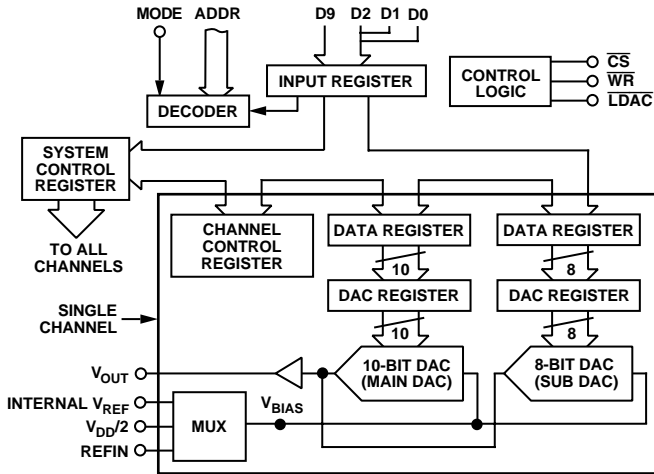 MODE ADDR D9 D2 D1 D0
INPUT REGISTER
DECODER
CONTROL
LOGIC
CS
WR
LDAC
SYSTEM
CONTROL
REGISTER
TO ALL
CHANNELS
CHANNEL
CONTROL
REGISTER
DATA REGISTER
DATA REGISTER
10
8
DAC REGISTER
DAC REGISTER
10
8
SINGLE
CHANNEL
10-BIT DAC
(MAIN DAC)
8-BIT DAC
(SUB DAC)
VOUT
INTERNAL VREF
VDD/2
REFIN
MUX
VBIAS